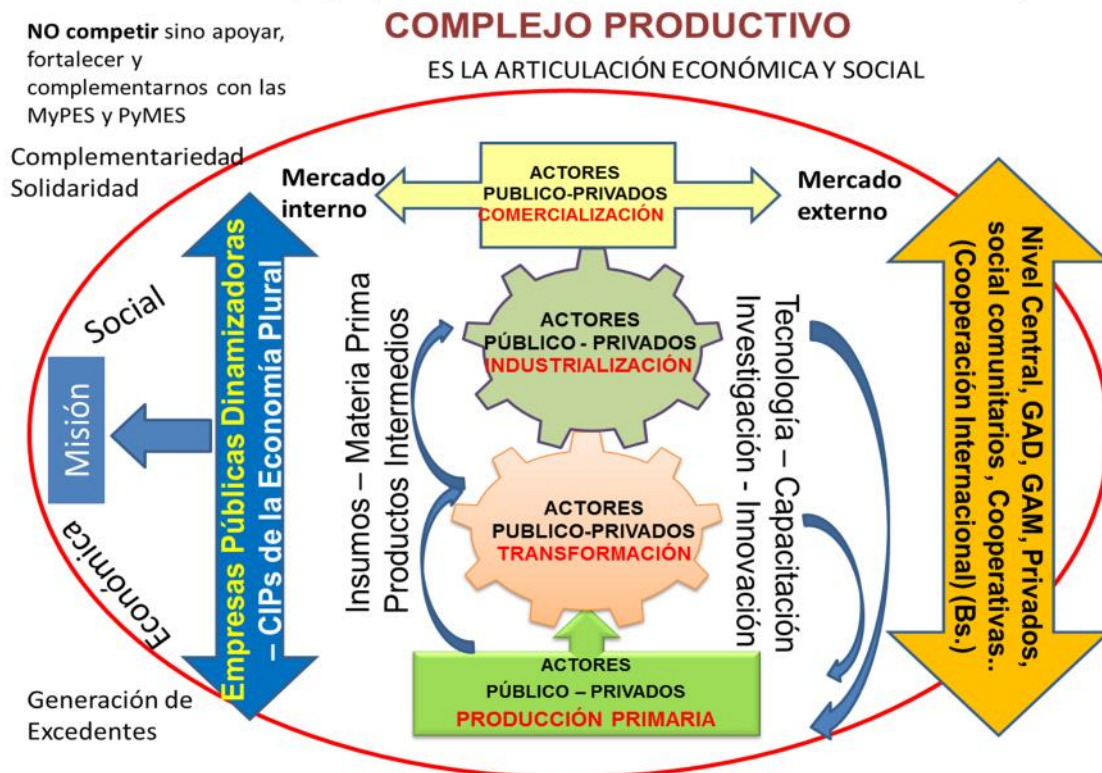 COMPLEJO PRODUCTIVO
NO competir sino apoyar,
fortalecer y
complementarnos con las
MyPES y PyMES
ES LA ARTICULACIÓN ECONÓMICA Y SOCIAL
Complementariedad
Solidaridad
Mercado
interno
ACTORES
PUBLICO-PRIVADOS
COMERCIALIZACIÓN
Mercado
externo
Social
Misión
Económica
Empresas Públicas Dinamizadoras
– CIPs de la Economía Plural
Insumos – Materia Prima
Productos Intermedios
ACTORES
PÚBLICO - PRIVADOS
INDUSTRIALIZACIÓN
ACTORES
PUBLICO-PRIVADOS
TRANSFORMACIÓN
Tecnología – Capacitación
Investigación - Innovación
Nivel Central, GAD, GAM, Privados,
social comunitarios , Cooperativas..
(Cooperación Internacional) (Bs.)
ACTORES
PÚBLICO – PRIVADOS
PRODUCCIÓN PRIMARIA
Generación de
Excedentes